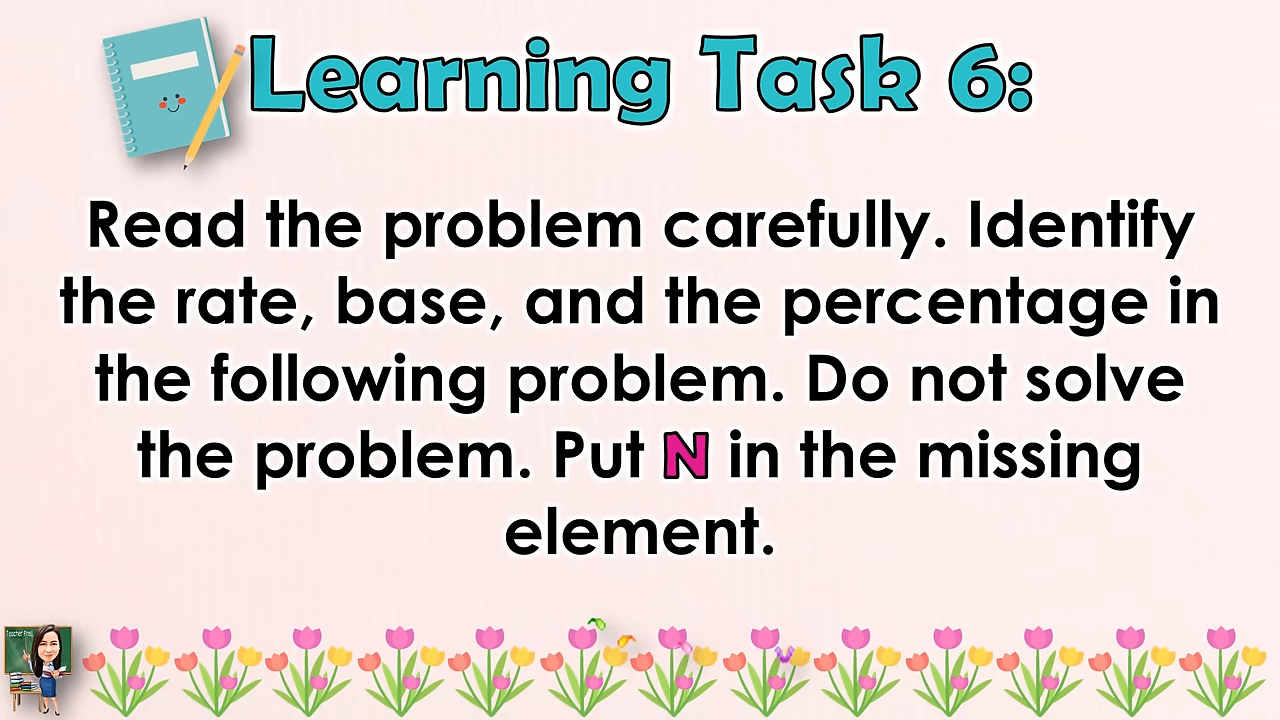 Learning Task 6:
Read the problem carefully. Identify
the rate, base, and the percentage in
the following problem. Do not solve
the problem. Put N in the missing
element.